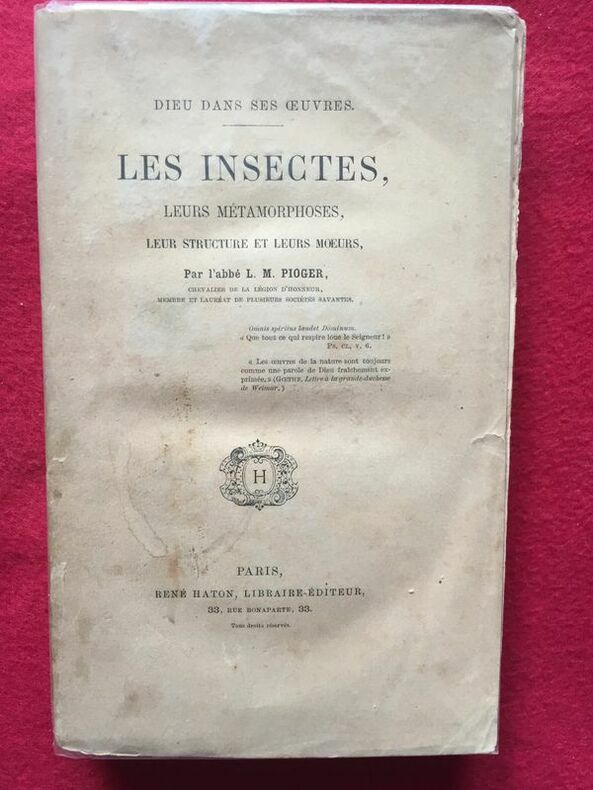 DIEU DANS SES ŒUVRES.
LES INSECTES,
LEURS MÉTAMORPHOSES,
LEUR STRUCTURE ET LEURS MŒURS,
Par l'abbé L. M. PIOGER,
CHEVALIER DE LA LÉGION D'HONNEUR,
MEMBRE ET LAURÉAT DE PLUSIEURS SOCIÉTÉS SAVANTES.
Omnis spiritus laudet Dominum.
« Que tout ce qui respire loue le Seigneur ! »
Ps. CL, v. 6.
« Les œuvres de la nature sont toujours
comme une parole de Dieu fraîchement ex-
primée. » (GŒTHE, Lettre à la grande-duchesse
de Weimar.)
H
PARIS,
RENÉ HATON, LIBRAIRE-ÉDITEUR,
33, RUE BONAPARTE, 33.
Tous droits réservés.